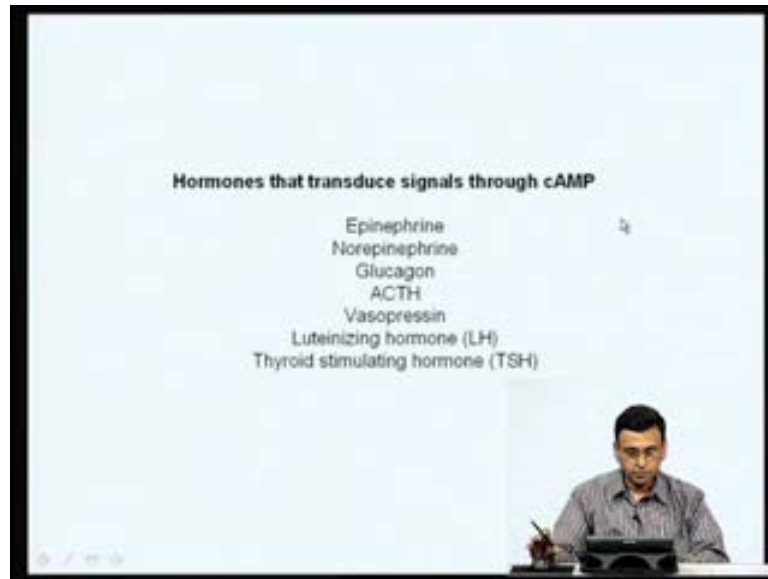 Hormones that transduce signals through cAMP
Epinephrine
Norepinephrine
Glucagon
ACTH
Vasopressin
Luteinizing hormone (LH)
Thyroid stimulating hormone (TSH)